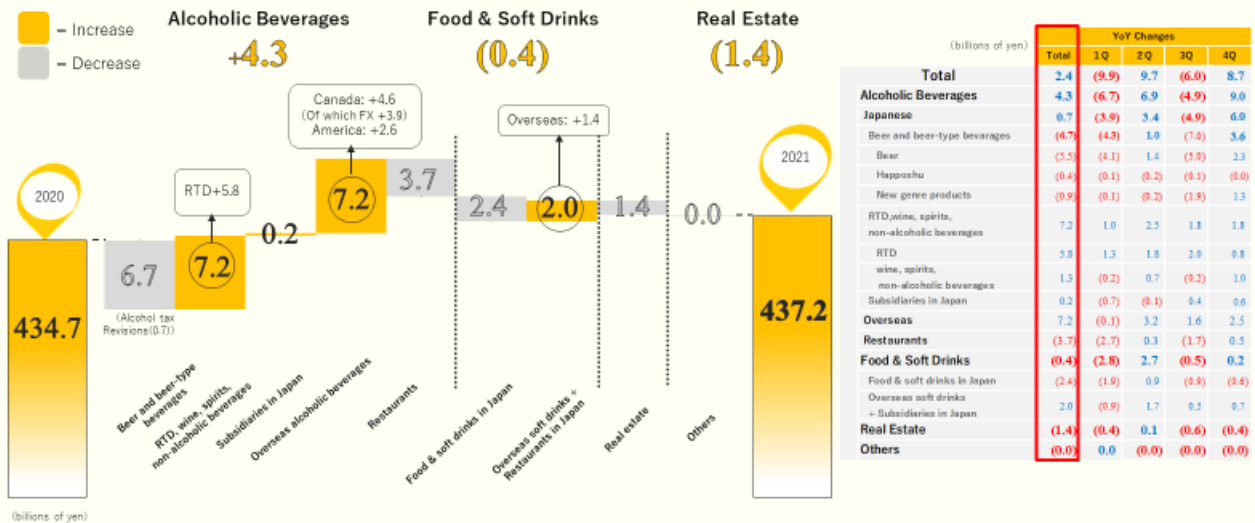 Alcoholic Beverages
+4.3
Food & Soft Drinks
(0.4)
Real Estate
(1.4)
– Increase
– Decrease
Canada: +4.6
(Of which FX +3.9)
America: +2.6
Overseas: +1.4
RTD+5.8
2020
434.7
6.7
(Alcohol tax
Revisions(0.7))
7.2
0.2
7.2
3.7
2.4
2.0
1.4
0.0
2021
437.2
Beer and beer-type
beverages
RTD, wine, spirits,
non-alcoholic beverages
Subsidiaries in Japan
Overseas alcoholic beverages
Restaurants
Food & soft drinks in Japan
Overseas soft drinks +
Restaurants in Japan
Real estate
Others
(billions of yen)
(billions of yen)
YoY Changes
Total 1Q 2Q 3Q 4Q
Total 2.4 (9.9) 9.7 (6.0) 8.7
Alcoholic Beverages 4.3 (6.7) 6.9 (4.9) 9.0
Japanese 0.7 (3.9) 3.4 (4.9) 6.0
Beer and beer-type bevarages (6.7) (4.3) 1.0 (7.0) 3.6
Beer (5.5) (4.1) 1.4 (5.0) 2.3
Happoshu (0.4) (0.1) (0.2) (0.1) (0.0)
New genre products (0.9) (0.1) (0.2) (1.9) 1.3
RTD,wine, spirits,
non-alcoholic beverages 7.2 1.0 2.5 1.8 1.8
RTD 5.8 1.3 1.8 2.0 0.8
wine, spirits,
non-alcoholic beverages 1.3 (0.2) 0.7 (0.2) 1.0
Subsidiaries in Japan 0.2 (0.7) (0.1) 0.4 0.6
Overseas 7.2 (0.1) 3.2 1.6 2.5
Restaurants (3.7) (2.7) 0.3 (1.7) 0.5
Food & Soft Drinks (0.4) (2.8) 2.7 (0.5) 0.2
Food & soft drinks in Japan (2.4) (1.9) 0.9 (0.9) (0.6)
Overseas soft drinks
+ Subsidiaries in Japan 2.0 (0.9) 1.7 0.5 0.7
Real Estate (1.4) (0.4) 0.1 (0.6) (0.4)
Others (0.0) 0.0 (0.0) (0.0) (0.0)